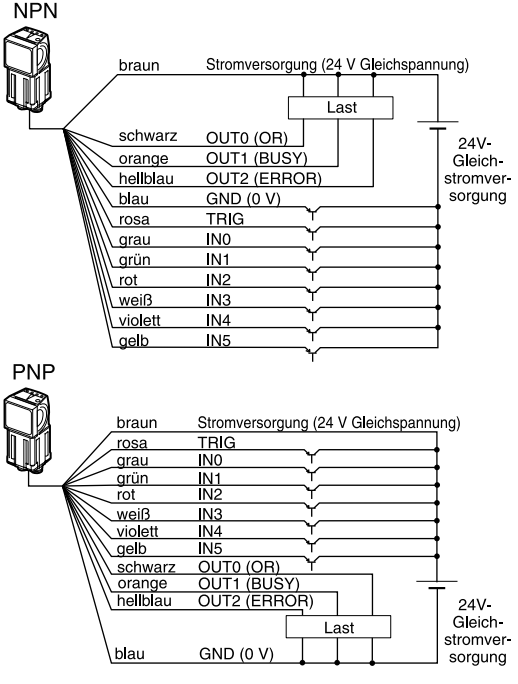 NPN
braun Stromversorgung (24 V Gleichspannung)
Last
schwarz OUT0 (OR)
orange OUT1 (BUSY)
hellblau OUT2 (ERROR)
blau GND (0 V)
rosa TRIG
grau IN0
grün IN1
rot IN2
weiß IN3
violett IN4
gelb IN5
24V-
Gleich-
stromver-
sorgung
PNP
braun Stromversorgung (24 V Gleichspannung)
rosa TRIG
grau IN0
grün IN1
rot IN2
weiß IN3
violett IN4
gelb IN5
schwarz OUT0 (OR)
orange OUT1 (BUSY)
hellblau OUT2 (ERROR)
Last
blau GND (0 V)
24V-
Gleich-
stromver-
sorgung